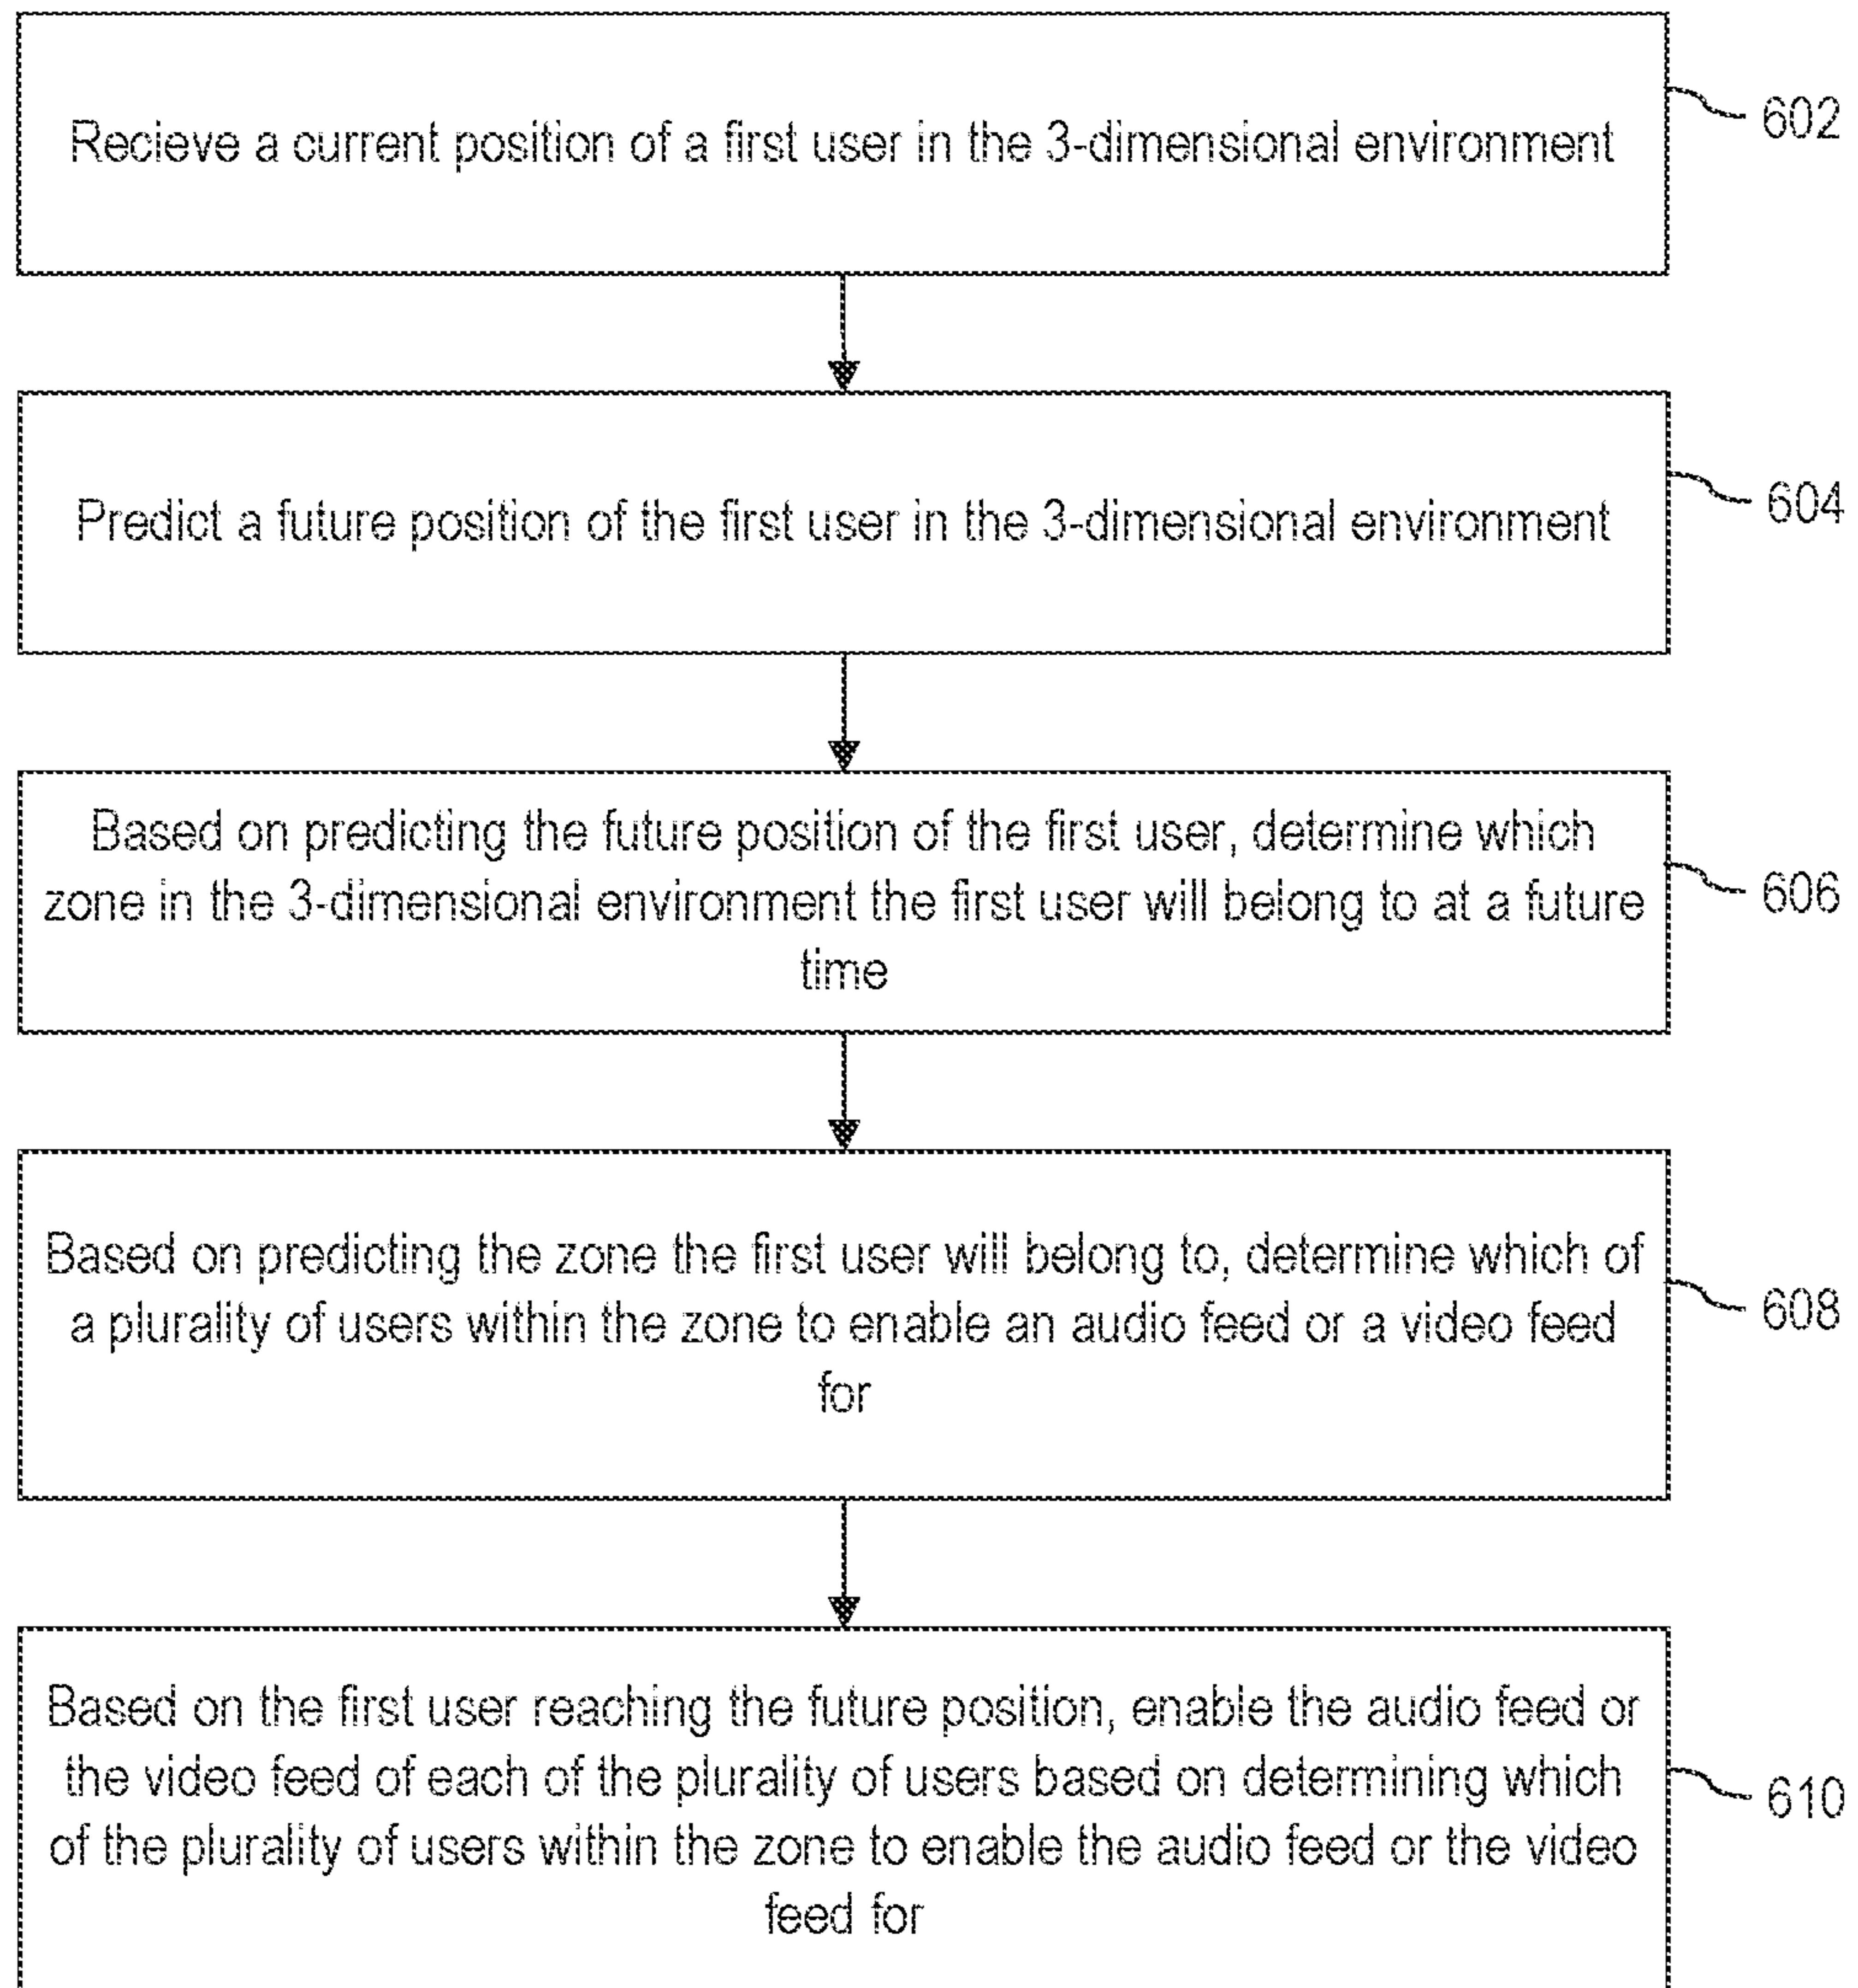 Recieve a current position of a first user in the 3-dimensional environment
602
Predict a future position of the first user in the 3-dimensional environment
604
Based on predicting the future position of the first user, determine which
zone in the 3-dimensional environment the first user will belong to at a future
time
606
Based on predicting the zone the first user will belong to, determine which of
a plurality of users within the zone to enable an audio feed or a video feed
for
608
Based on the first user reaching the future position, enable the audio feed or
the video feed of each of the plurality of users based on determining which
of the plurality of users within the zone to enable the audio feed or the video
feed for
610